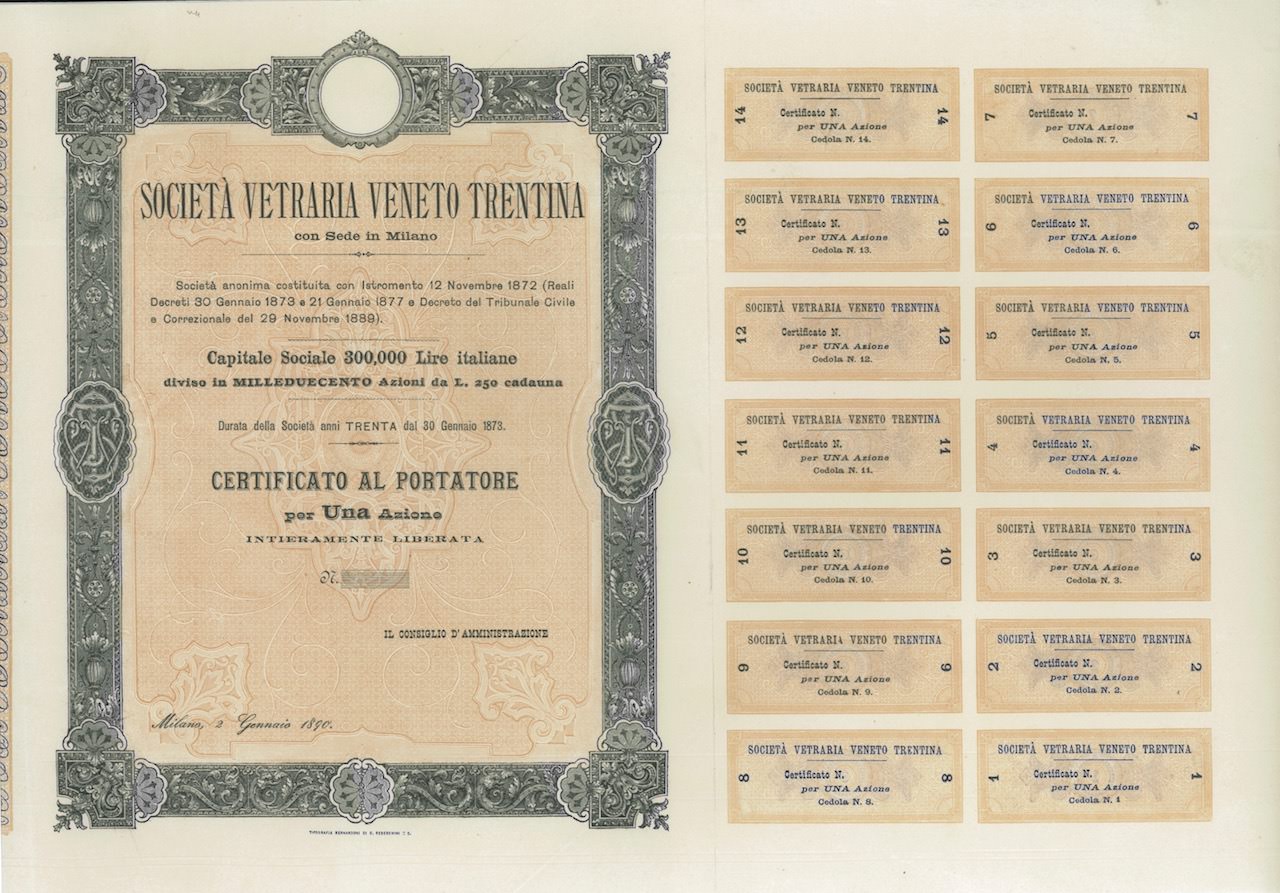 SOCIETÀ VETRARIA VENETO TRENTINA
con Sede in Milano
Società anonima costituita con Istromento 12 Novembre 1872 (Reali
Decreti 30 Gennaio 1873 e 21 Gennaio 1877 e Decreto del Tribunale Civile
e Correzionale del 29 Novembre 1889).
Capitale Sociale 300,000 Lire italiane
diviso in MILLEDUECENTO Azioni da L. 250 cadauna
Durata della Società anni TRENTA dal 30 Gennaio 1873.
CERTIFICATO AL PORTATORE
per Una Azione
INTIERAMENTE LIBERATA
N.
IL CONSIGLIO D'AMMINISTRAZIONE
Milano, 2 Gennaio 1890.
TIPOGRAFIA BERNARDONI DI C. REBESCHINI E C.
SOCIETÀ VETRARIA VENETO TRENTINA
14 Certificato N. 14
per UNA Azione
Cedola N. 14.
SOCIETÀ VETRARIA VENETO TRENTINA
7 Certificato N. 7
per UNA Azione
Cedola N. 7.
SOCIETÀ VETRARIA VENETO TRENTINA
13 Certificato N. 13
per UNA Azione
Cedola N. 13.
SOCIETÀ VETRARIA VENETO TRENTINA
6 Certificato N. 6
per UNA Azione
Cedola N. 6.
SOCIETÀ VETRARIA VENETO TRENTINA
12 Certificato N. 12
per UNA Azione
Cedola N. 12.
SOCIETÀ VETRARIA VENETO TRENTINA
5 Certificato N. 5
per UNA Azione
Cedola N. 5.
SOCIETÀ VETRARIA VENETO TRENTINA
11 Certificato N. 11
per UNA Azione
Cedola N. 11.
SOCIETÀ VETRARIA VENETO TRENTINA
4 Certificato N. 4
per UNA Azione
Cedola N. 4.
SOCIETÀ VETRARIA VENETO TRENTINA
10 Certificato N. 10
per UNA Azione
Cedola N. 10.
SOCIETÀ VETRARIA VENETO TRENTINA
3 Certificato N. 3
per UNA Azione
Cedola N. 3.
SOCIETÀ VETRARIA VENETO TRENTINA
9 Certificato N. 9
per UNA Azione
Cedola N. 9.
SOCIETÀ VETRARIA VENETO TRENTINA
2 Certificato N. 2
per UNA Azione
Cedola N. 2.
SOCIETÀ VETRARIA VENETO TRENTINA
8 Certificato N. 8
per UNA Azione
Cedola N. 8.
SOCIETÀ VETRARIA VENETO TRENTINA
1 Certificato N. 1
per UNA Azione
Cedola N. 1